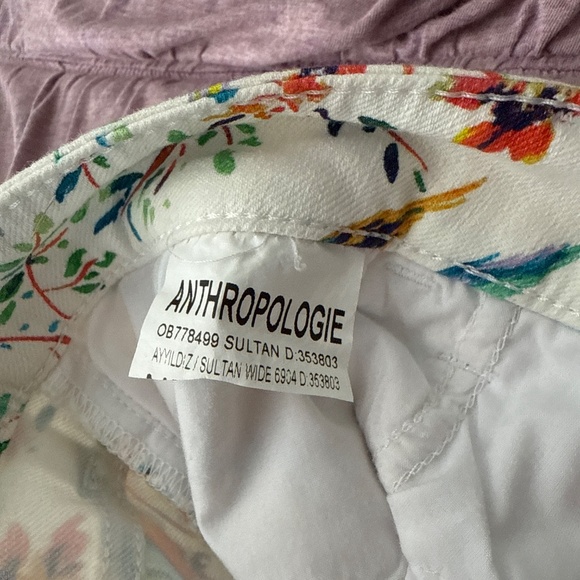 ANTHROPOLOGIE
OB778499 SULTAN D:353803
AYYILDIZ / SULTAN WIDE 6904 D:353803